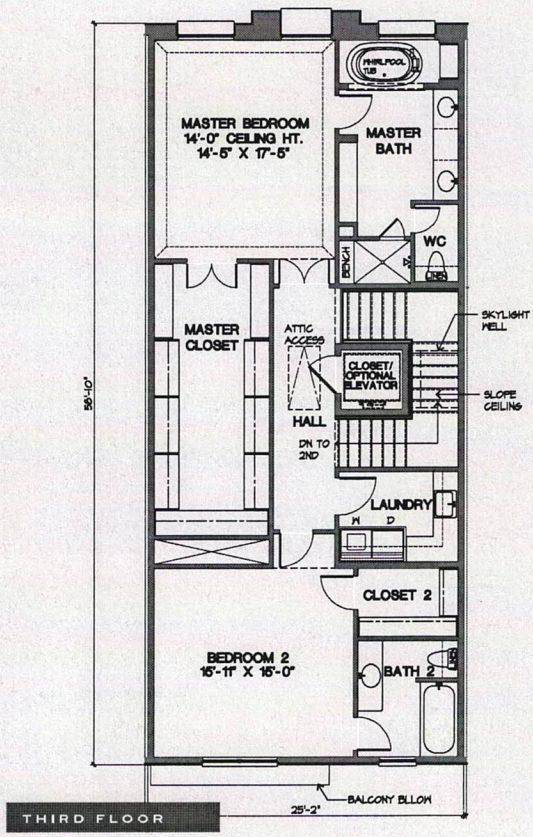 WHIRLPOOL
TUB
MASTER BEDROOM
14'-0" CEILING HT.
14'-5" X 17'-5"
MASTER
BATH
WC
BENCH
LINEN
MASTER
CLOSET
ATTIC
ACCESS
SKYLIGHT
WELL
CLOSET/
OPTIONAL
ELEVATOR
SLOPE
CEILING
HALL
DN TO
2ND
58'-10"
LAUNDRY
W D
CLOSET 2
BEDROOM 2
15'-11" X 15'-0"
BATH 2
BALCONY BLLOW
25'-2"
THIRD FLOOR